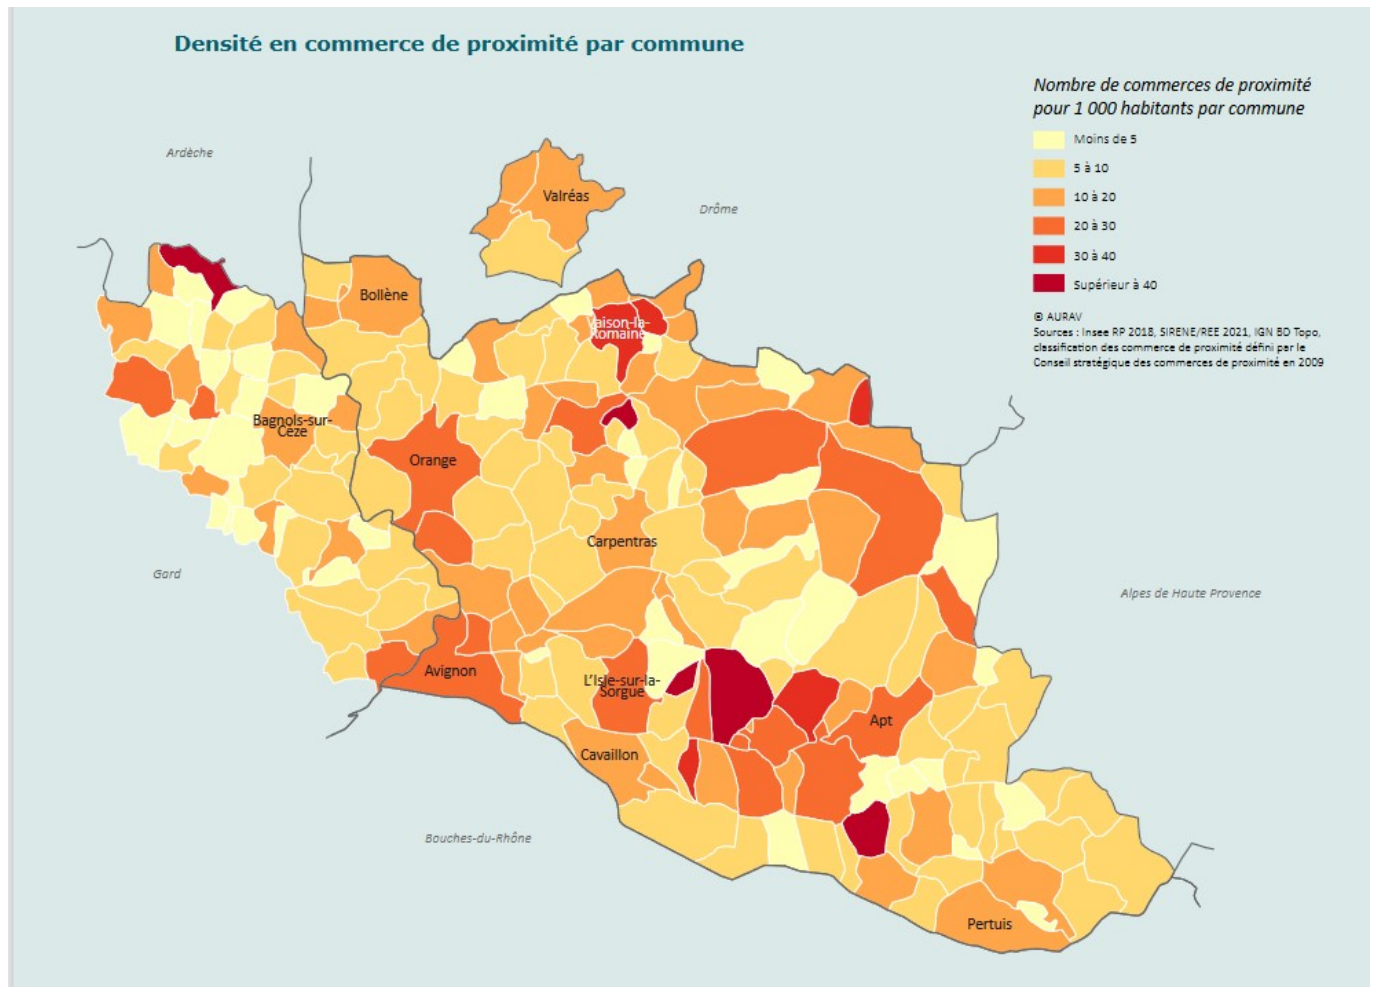 Densité en commerce de proximité par commune
Nombre de commerces de proximité
pour 1 000 habitants par commune
Moins de 5
5 à 10
10 à 20
20 à 30
30 à 40
Supérieur à 40
© AURAV
Sources : Insee RP 2018, SIRENE/REE 2021, IGN BD Topo,
classification des commerce de proximité défini par le
Conseil stratégique des commerces de proximité en 2009
Ardèche
Valréas
Drôme
Bollène
Vaison-la-
Romaine
Bagnols-sur-
Cèze
Orange
Carpentras
Gard
Alpes de Haute Provence
Avignon
L'Isle-sur-la-
Sorgue
Apt
Cavaillon
Bouches-du-Rhône
Pertuis